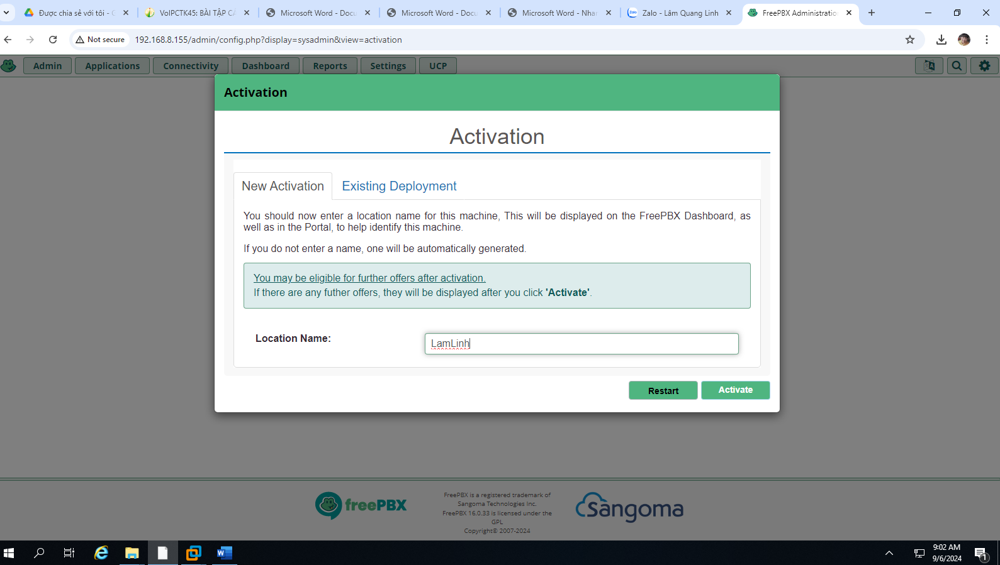 Được chia sẻ với tôi - G
VoIPCTK45: BÀI TẬP CÁ
Microsoft Word - Docu
Microsoft Word - Docu
Microsoft Word - Nha
Zalo - Lâm Quang Linh
FreePBX Administratio
Not secure
192.168.8.155/admin/config.php?display=sysadmin&view=activation
Admin
Applications
Connectivity
Dashboard
Reports
Settings
UCP
Activation
Activation
New Activation
Existing Deployment
You should now enter a location name for this machine, This will be displayed on the FreePBX Dashboard, as
well as in the Portal, to help identify this machine.
If you do not enter a name, one will be automatically generated.
You may be eligible for further offers after activation.
If there are any futher offers, they will be displayed after you click 'Activate'.
Location Name:
LamLinh
Restart
Activate
freePBX
FreePBX is a registered trademark of
Sangoma Technologies Inc.
FreePBX 16.0.33 is licensed under the
GPL
Copyright© 2007-2024
Sangoma
9:02 AM
9/6/2024
1